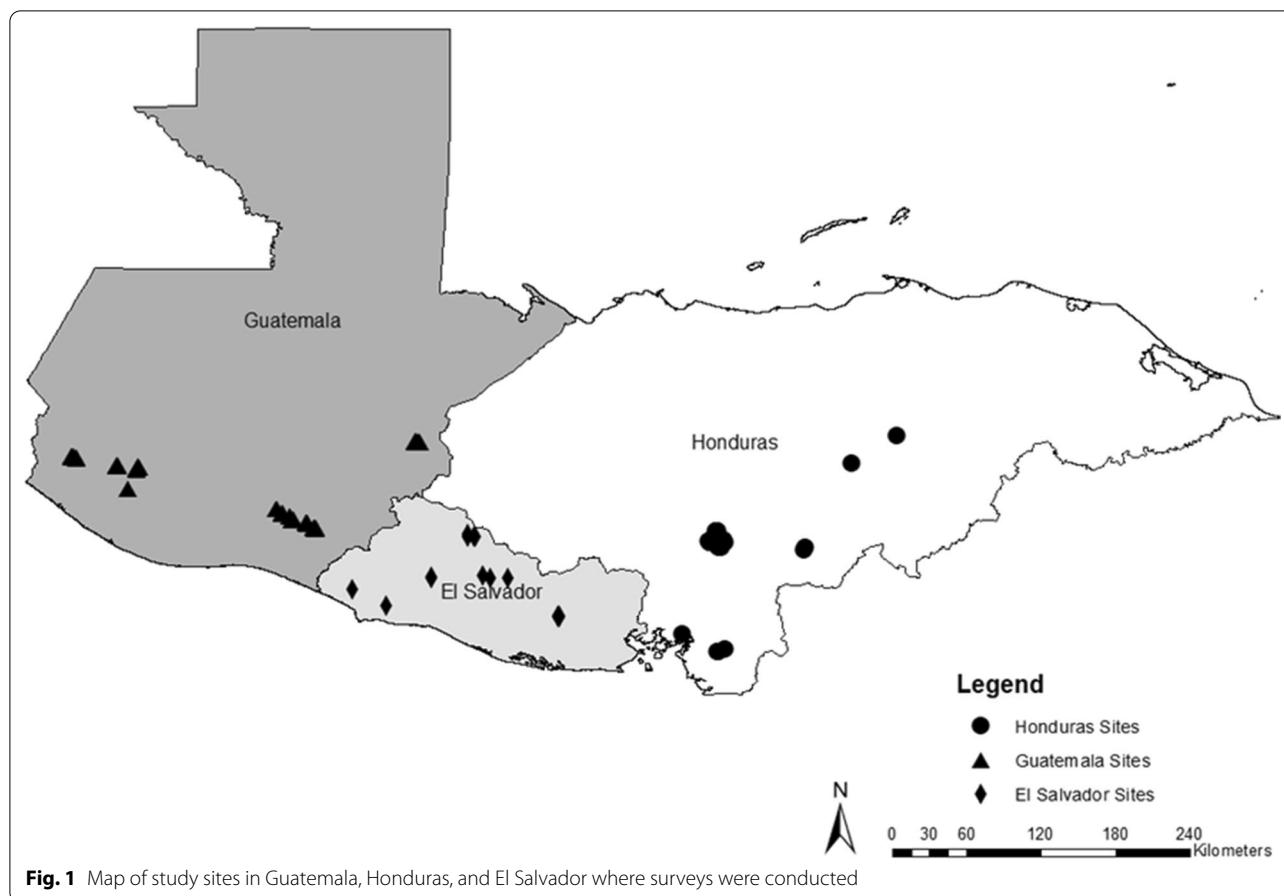 Guatemala
Honduras
El Salvador
Legend
Honduras Sites
Guatemala Sites
El Salvador Sites
N
0 30 60 120 180 240
Kilometers
Fig. 1 Map of study sites in Guatemala, Honduras, and El Salvador where surveys were conducted